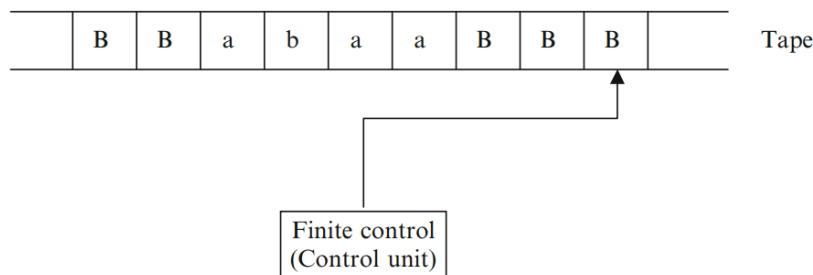 B B a b a a B B B Tape
Finite control
(Control unit)